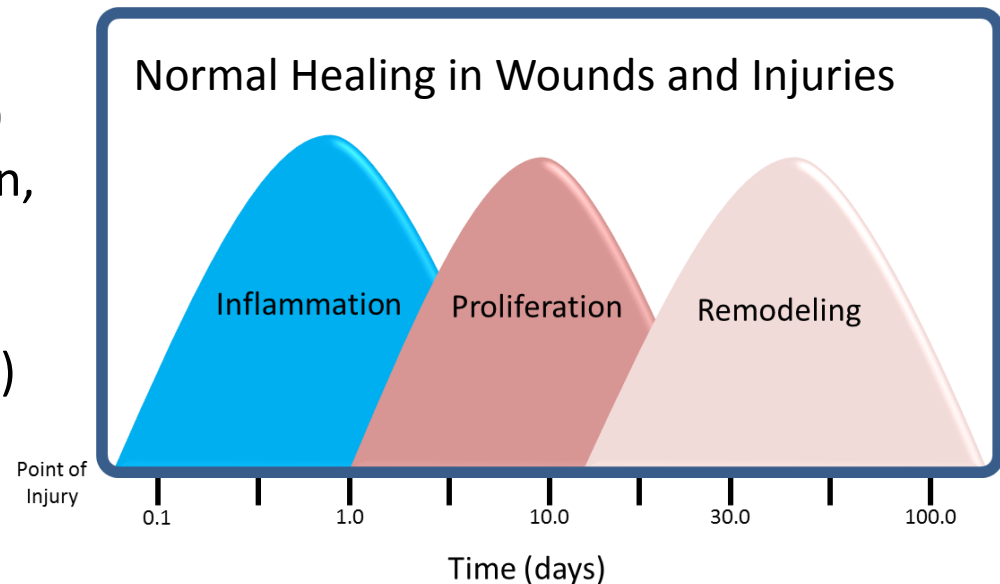 Normal Healing in Wounds and Injuries
)
n,
Inflammation
Proliferation
Remodeling
)
Point of
Injury
0.1
1.0
10.0
30.0
100.0
Time (days)